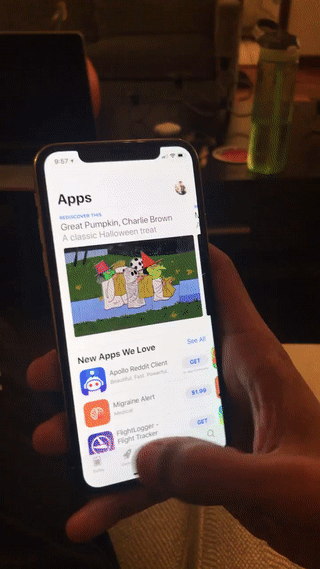 9:57
Apps
REDISCOVER THIS
Great Pumpkin, Charlie Brown
A classic Halloween treat
New Apps We Love
See All
Apollo Reddit Client
Beautiful. Fast. Powerful.
GET
Migraine Alert
Medical
$1.99
FlightLogger -
Flight Tracker
GET
Today